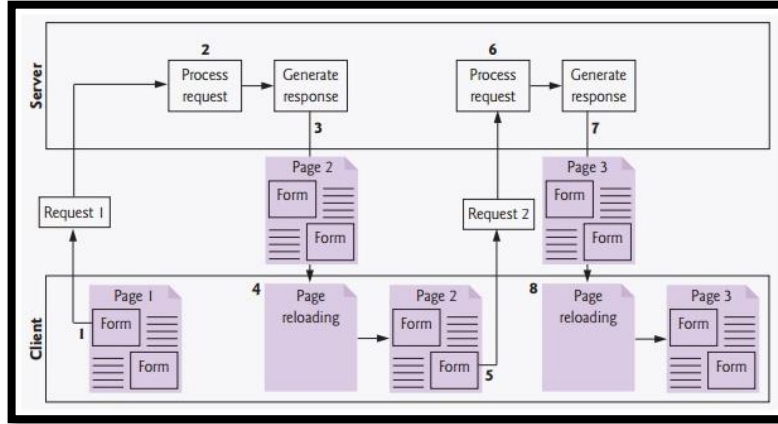 Server
2
Process
request
Generate
response
3
6
Process
request
Generate
response
7
Request 1
Page 2
Form
Form
Request 2
Page 3
Form
Form
Client
1
Page 1
Form
Form
4
Page
reloading
Page 2
Form
Form
5
8
Page
reloading
Page 3
Form
Form